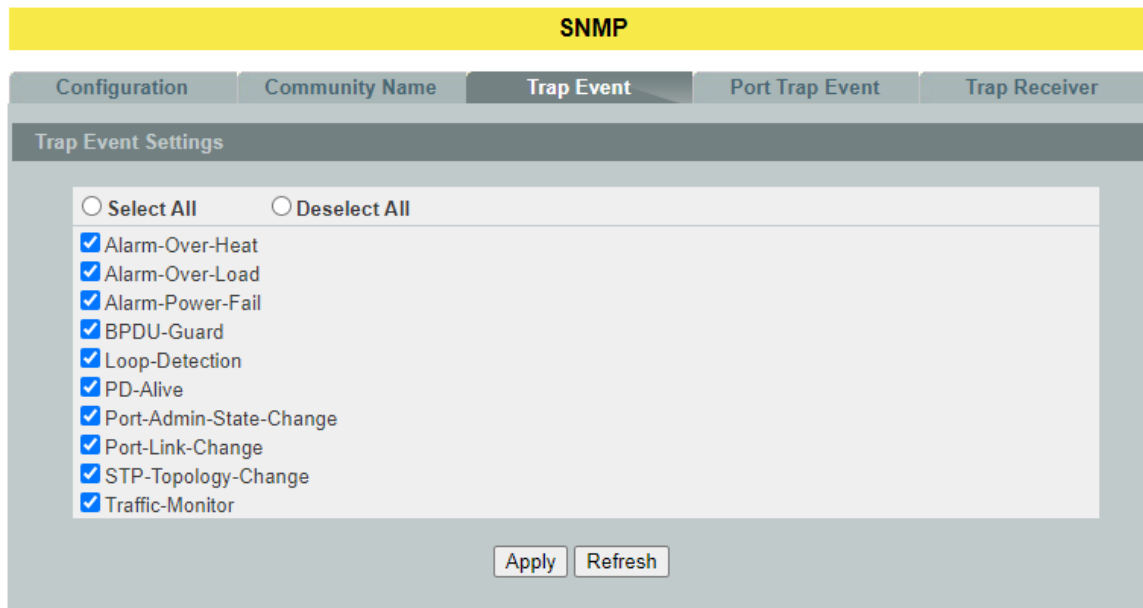 SNMP
Configuration Community Name Trap Event Port Trap Event Trap Receiver
Trap Event Settings
Select All Deselect All
Alarm-Over-Heat
Alarm-Over-Load
Alarm-Power-Fail
BPDU-Guard
Loop-Detection
PD-Alive
Port-Admin-State-Change
Port-Link-Change
STP-Topology-Change
Traffic-Monitor
Apply Refresh